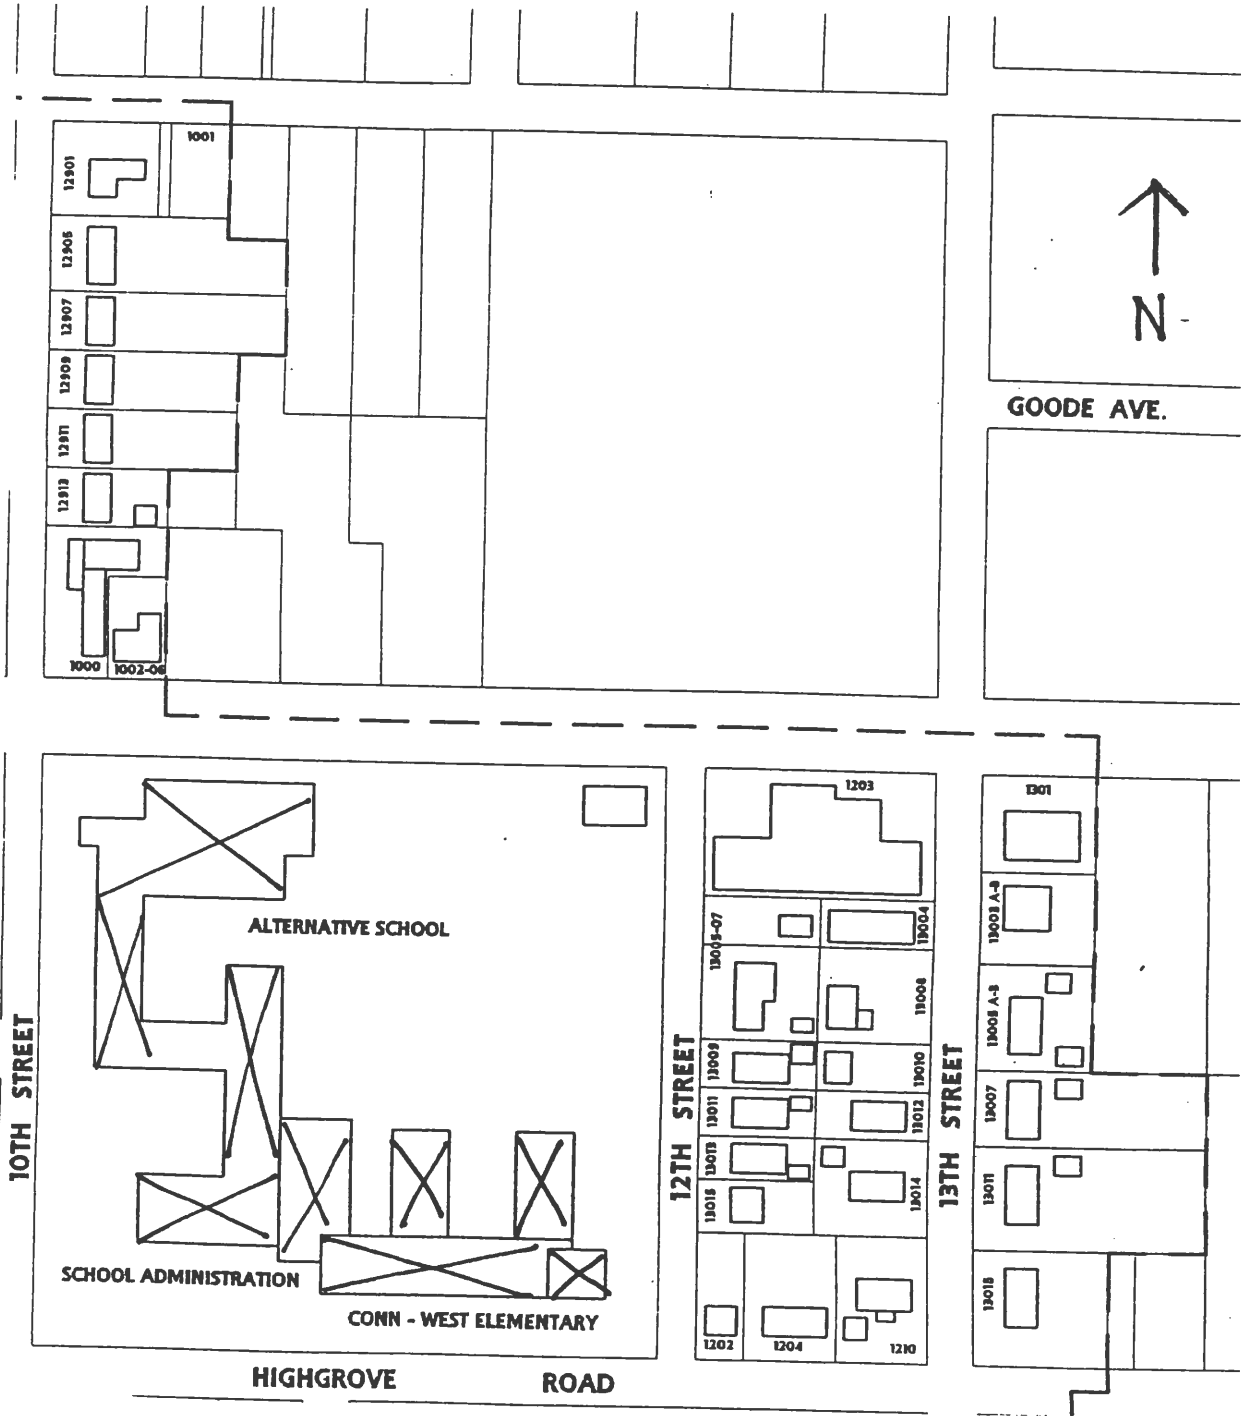 1001
12901
12905
12907
N
12909
GOODE AVE.
12911
12913
1000
1002-06
1203
1301
13003 A-B
13004
13005-07
ALTERNATIVE SCHOOL
13008
13005 A-B
10TH STREET
12TH STREET
13TH STREET
13009
13010
13007
13011
13012
13013
13011
13014
13015
SCHOOL ADMINISTRATION
13015
CONN - WEST ELEMENTARY
1202
1204
1210
HIGHGROVE ROAD